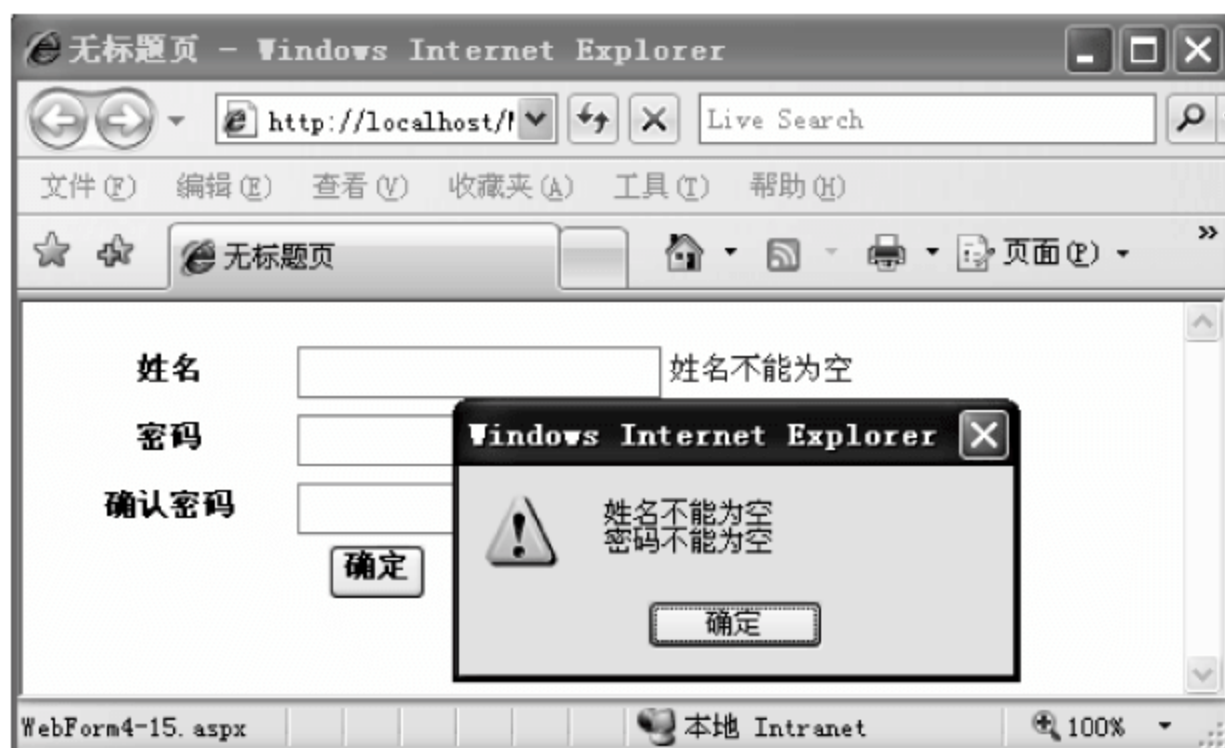 无标题页 - Windows Internet Explorer
http://localhost/
Live Search
文件(F) 编辑(E) 查看(V) 收藏夹(A) 工具(T) 帮助(H)
无标题页
页面(P)
»
姓名
姓名不能为空
密码
确认密码
确定
Windows Internet Explorer
姓名不能为空
密码不能为空
确定
WebForm4-15.aspx
本地 Intranet
100%